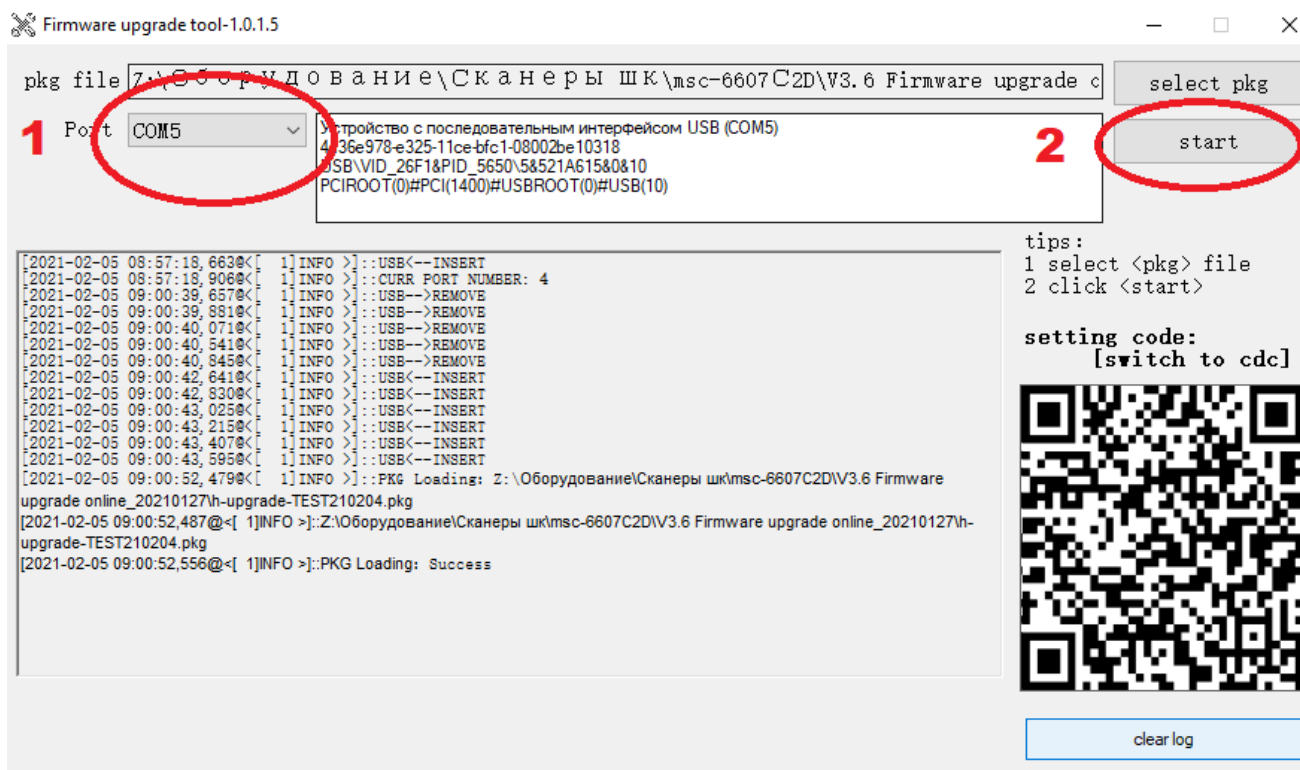 Firmware upgrade tool-1.0.1.5
pkg file Z:\Оборудование\Сканеры шк\msc-6607C2D\V3.6 Firmware upgrade o
select pkg
1 Port COM5
Устройство с последовательным интерфейсом USB (COM5)
4d36e978-e325-11ce-bfc1-08002be10318
USB\VID_26F1&PID_5650\5&521A615&0&10
PCIROOT(0)#PCI(1400)#USBROOT(0)#USB(10)
2 start
[2021-02-05 08:57:18,663@<[ 1]INFO >]::USB<--INSERT
[2021-02-05 08:57:18,906@<[ 1]INFO >]::CURR PORT NUMBER: 4
[2021-02-05 09:00:39,657@<[ 1]INFO >]::USB-->REMOVE
[2021-02-05 09:00:39,881@<[ 1]INFO >]::USB-->REMOVE
[2021-02-05 09:00:40,071@<[ 1]INFO >]::USB-->REMOVE
[2021-02-05 09:00:40,541@<[ 1]INFO >]::USB-->REMOVE
[2021-02-05 09:00:40,845@<[ 1]INFO >]::USB-->REMOVE
[2021-02-05 09:00:42,641@<[ 1]INFO >]::USB<--INSERT
[2021-02-05 09:00:42,830@<[ 1]INFO >]::USB<--INSERT
[2021-02-05 09:00:43,025@<[ 1]INFO >]::USB<--INSERT
[2021-02-05 09:00:43,215@<[ 1]INFO >]::USB<--INSERT
[2021-02-05 09:00:43,407@<[ 1]INFO >]::USB<--INSERT
[2021-02-05 09:00:43,595@<[ 1]INFO >]::USB<--INSERT
[2021-02-05 09:00:52,479@<[ 1]INFO >]::PKG Loading: Z:\Оборудование\Сканеры шк\msc-6607C2D\V3.6 Firmware
upgrade online_20210127\h-upgrade-TEST210204.pkg
[2021-02-05 09:00:52,487@<[ 1]INFO >]::Z:\Оборудование\Сканеры шк\msc-6607C2D\V3.6 Firmware upgrade online_20210127\h-
upgrade-TEST210204.pkg
[2021-02-05 09:00:52,556@<[ 1]INFO >]::PKG Loading: Success
tips:
1 select <pkg> file
2 click <start>
setting code:
[switch to cdc]
clear log